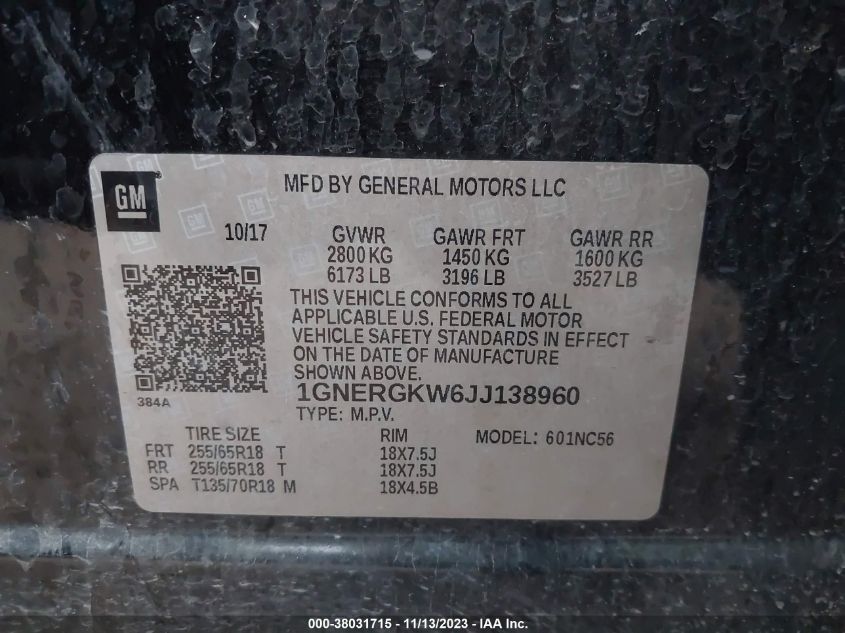 GM
MFD BY GENERAL MOTORS LLC
10/17 GVWR GAWR FRT GAWR RR
2800 KG 1450 KG 1600 KG
6173 LB 3196 LB 3527 LB
THIS VEHICLE CONFORMS TO ALL
APPLICABLE U.S. FEDERAL MOTOR
VEHICLE SAFETY STANDARDS IN EFFECT
ON THE DATE OF MANUFACTURE
SHOWN ABOVE.
384A
1GNERGKW6JJ138960
TYPE: M.P.V.
TIRE SIZE RIM MODEL: 601NC56
FRT 255/65R18 T 18X7.5J
RR 255/65R18 T 18X7.5J
SPA T135/70R18 M 18X4.5B
000-38031715 - 11/13/2023 - IAAI.com